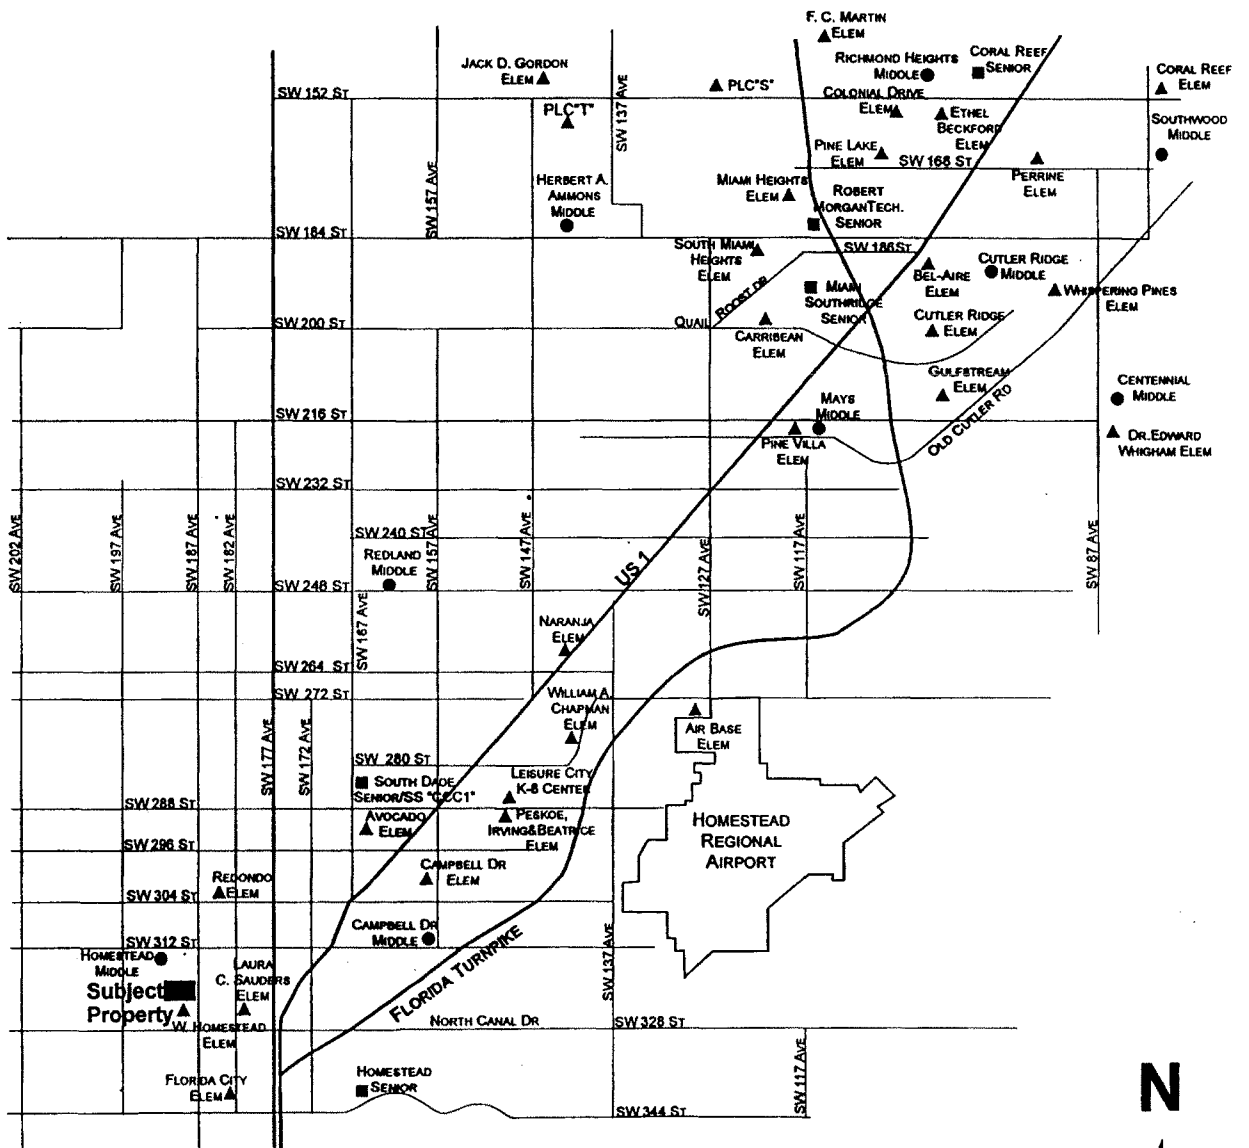 F. C. MARTIN
ELEM
JACK D. GORDON
ELEM
RICHMOND HEIGHTS
MIDDLE
CORAL REEF
SENIOR
CORAL REEF
ELEM
PLC"S"
SW 152 ST
COLONIAL DRIVE
ELEM
ETHEL
BECKFORD
ELEM
SOUTHWOOD
MIDDLE
PLC"T"
SW 137 AVE
PINE LAKE
ELEM
SW 168 ST
PERRINE
ELEM
SW 157 AVE
HERBERT A.
AMMONS
MIDDLE
MIAMI HEIGHTS
ELEM
ROBERT
MORGAN TECH.
SENIOR
SW 184 ST
SOUTH MIAMI
HEIGHTS
ELEM
SW 186 ST
BEL-AIRE
ELEM
CUTLER RIDGE
MIDDLE
WHISPERING PINES
ELEM
QUAIL ROOST DR
MIAMI
SOUTHRIDGE
SENIOR
SW 200 ST
CARRIBEAN
ELEM
CUTLER RIDGE
ELEM
GULFSTREAM
ELEM
CENTENNIAL
MIDDLE
SW 216 ST
MAYS
MIDDLE
PINE VILLA
ELEM
OLD CUTLER RD
DR.EDWARD
WHIGHAM ELEM
SW 232 ST
SW 202 AVE
SW 197 AVE
SW 187 AVE
SW 182 AVE
SW 240 ST
SW 157 AVE
SW 147 AVE
US 1
SW 127 AVE
SW 117 AVE
SW 87 AVE
REDLAND
MIDDLE
SW 248 ST
SW 167 AVE
NARANJA
ELEM
SW 264 ST
SW 272 ST
WILLIAM A.
CHAPMAN
ELEM
AIR BASE
ELEM
SW 177 AVE
SW 172 AVE
SW 280 ST
SOUTH DADE
SENIOR/SS "CCC1"
LEISURE CITY
K-8 CENTER
SW 288 ST
AVOCADO
ELEM
PESKOE,
IRVING&BEATRICE
ELEM
HOMESTEAD
REGIONAL
AIRPORT
SW 296 ST
REDONDO
ELEM
CAMPBELL DR
ELEM
SW 304 ST
CAMPBELL DR
MIDDLE
SW 312 ST
HOMESTEAD
MIDDLE
LAURA
C. SAUDERS
ELEM
FLORIDA TURNPIKE
SW 137 AVE
Subject
Property
W. HOMESTEAD
ELEM
NORTH CANAL DR
SW 328 ST
SW 117 AVE
FLORIDA CITY
ELEM
HOMESTEAD
SENIOR
SW 344 ST
N